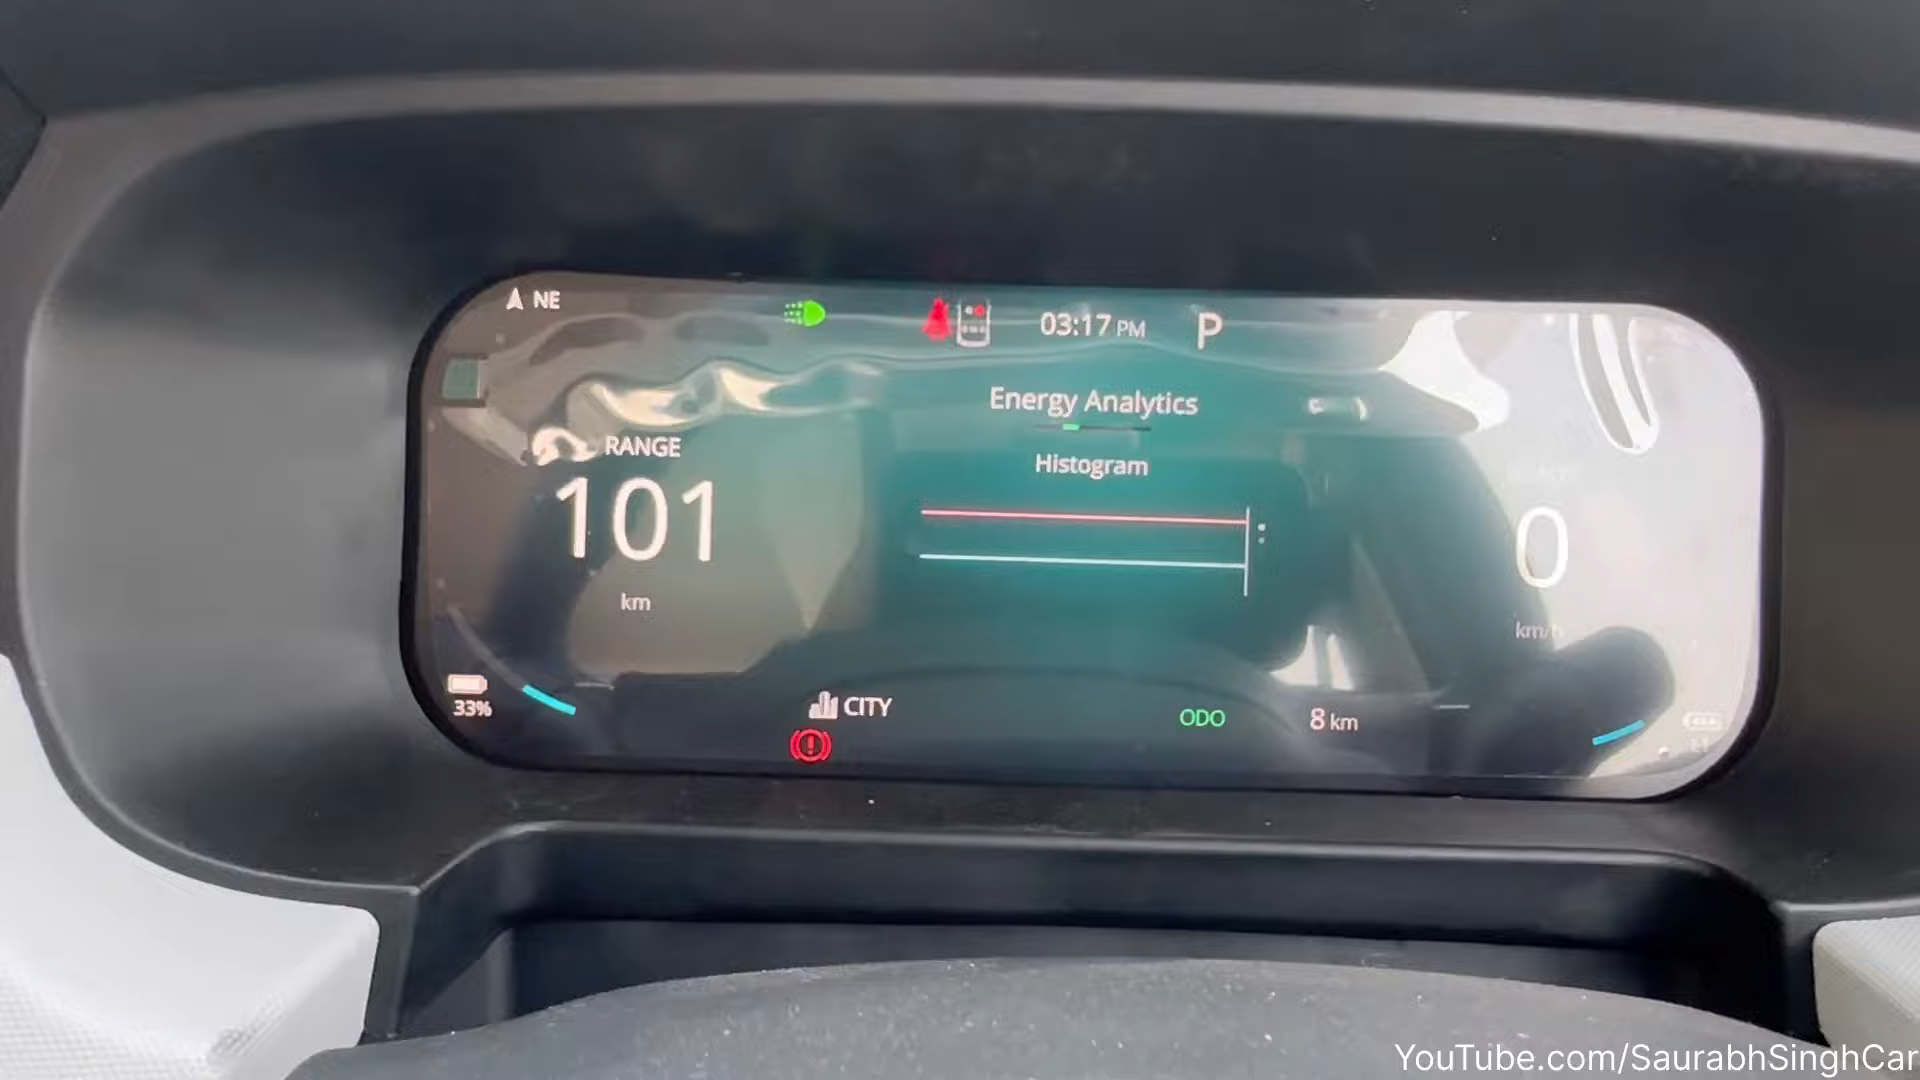 NE
03:17 PM
P
Energy Analytics
Histogram
RANGE
101
km
0
km/h
33%
CITY
ODO
8 km
YouTube.com/SaurabhSinghCar